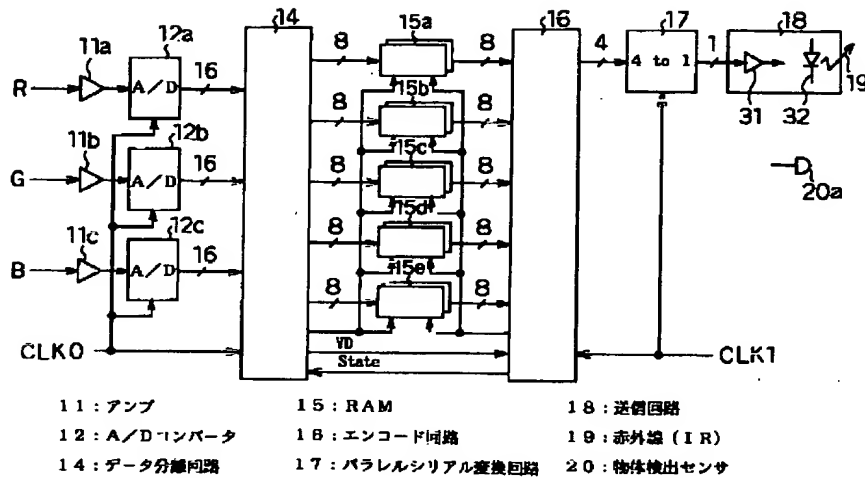 14 15a 16 17 18
11a 12a 8 8 4 4 to 1 1
R A/D 16 31 32 19
15b
11b 12b 8 8
G A/D 16 15c 20a
8 8
11c 12c 15d
B A/D 16 8 8
15e
8 8
CLK0 VD CLK1
State
11:アンプ 15:RAM 18:送信回路
12:A/Dコンバータ 16:エンコード回路 19:赤外線(IR)
14:データ分離回路 17:パラレルシリアル変換回路 20:物体検出センサ